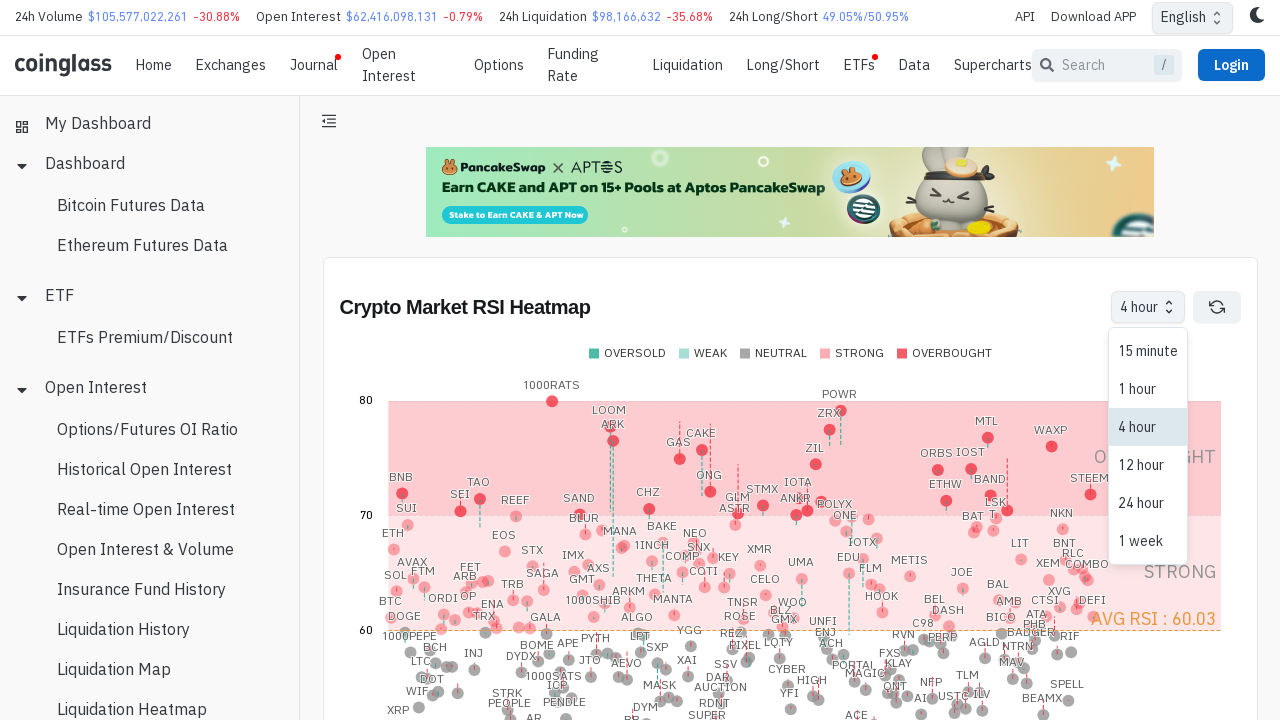 24h Volume $105,577,022,261 -30.88% Open Interest $62,416,098,131 -0.79% 24h Liquidation $98,166,632 -35.68% 24h Long/Short 49.05%/50.95% API Download APP English
coinglass Home Exchanges Journal Open Interest Options Funding Rate Liquidation Long/Short ETFs Data Supercharts Search / Login
My Dashboard
Dashboard
Bitcoin Futures Data
Ethereum Futures Data
ETF
ETFs Premium/Discount
Open Interest
Options/Futures OI Ratio
Historical Open Interest
Real-time Open Interest
Open Interest & Volume
Insurance Fund History
Liquidation History
Liquidation Map
Liquidation Heatmap
PancakeSwap X APTOS
Earn CAKE and APT on 15+ Pools at Aptos PancakeSwap
Stake to Earn CAKE & APT Now
Crypto Market RSI Heatmap
4 hour
15 minute
1 hour
4 hour
12 hour
24 hour
1 week
OVERSOLD WEAK NEUTRAL STRONG OVERBOUGHT
80
70
60
STRONG
AVG RSI : 60.03
1000RATS
POWR
LOOM
ARK
ZRX
MTL
GAS
CAKE
WAXP
ZIL
ORBS
IOST
BNB
TAO
ONG
IOTA
ETHW
BAND
STEEM
SEI
REEF
SAND
CHZ
GLM
STMX
ANKR
POLYX
LSK
SUI
ASTR
ONE
BAT
T
NKN
ETH
EOS
BLUR
MANA
BAKE
NEO
IOTX
LIT
BNT
AVAX
FTM
STX
IMX
1INCH
SNX
COMP
KEY
XMR
UMA
EDU
METIS
XEM
RLC
COMBO
SOL
FET
ARB
SAGA
AXS
GMT
THETA
COTI
CELO
FLM
JOE
TRB
ARKM
BAL
XVG
BTC
ORDI
OP
ENA
1000SHIB
MANTA
TNSR
WOO
HOOK
BEL
AMB
CTSI
DEFI
DOGE
TRX
GALA
ALGO
ROSE
BLZ
GMX
UNFI
C98
DASH
BICO
ATA
PHB
1000PEPE
BCH
BOME
APE
PYTH
LPT
YGG
REZ
PIXEL
LQTY
ENJ
ACH
RVN
PERP
AGLD
NTRN
BADGER
RIF
LTC
INJ
DYDX
JTO
AEVO
SXP
XAI
SSV
CYBER
PORTAL
FXS
KLAY
MAV
DOT
1000SATS
DAR
HIGH
MAGIC
QNT
NFP
TLM
SPELL
WIF
STRK
ICP
MASK
AUCTION
YFI
AI
USTC
ILV
BEAMX
XRP
PEOPLE
PENDLE
DYM
RDNT
SUPER
AR